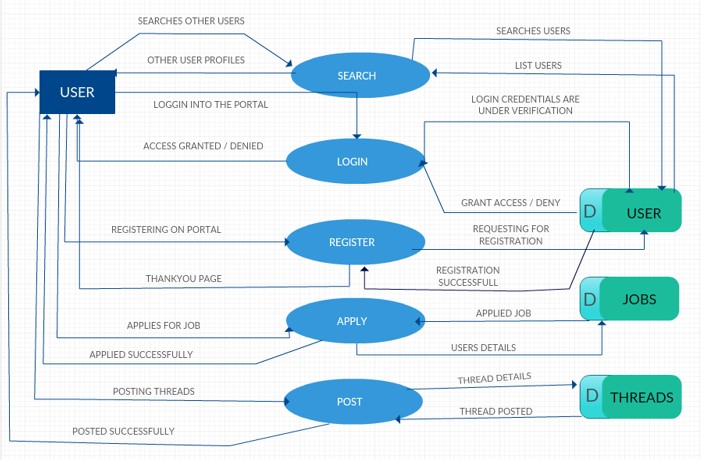 SEARCHES OTHER USERS
SEARCHES USERS
OTHER USER PROFILES
LIST USERS
SEARCH
USER
LOGGIN INTO THE PORTAL
LOGIN CREDENTIALS ARE
UNDER VERIFICATION
ACCESS GRANTED / DENIED
LOGIN
GRANT ACCESS / DENY
D USER
REGISTERING ON PORTAL
REGISTER
REQUESTING FOR
REGISTRATION
REGISTRATION
SUCCESSFULL
THANKYOU PAGE
D JOBS
APPLIED JOB
APPLY
APPLIES FOR JOB
USERS DETAILS
APPLIED SUCCESSFULLY
THREAD DETAILS
POSTING THREADS
POST
D THREADS
THREAD POSTED
POSTED SUCCESSFULLY